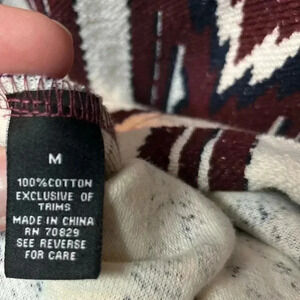 M
100%COTTON
EXCLUSIVE OF
TRIMS
MADE IN CHINA
RN 70829
SEE REVERSE
FOR CARE